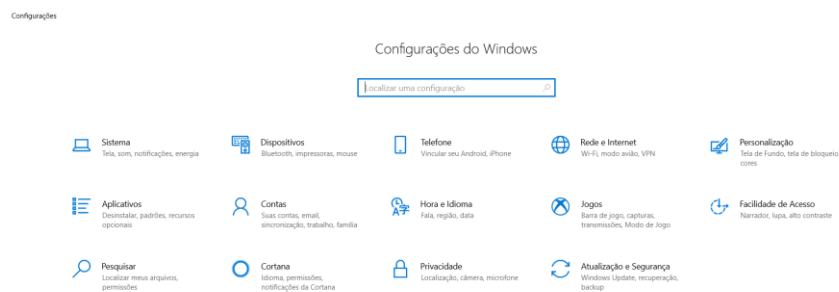 Configurações
Configurações do Windows
Localizar uma configuração
Sistema
Tela, som, notificações, energia
Dispositivos
Bluetooth, impressoras, mouse
Telefone
Vincular seu Android, iPhone
Rede e Internet
Wi-Fi, modo avião, VPN
Personalização
Tela de Fundo, tela de bloqueio
cores
Aplicativos
Desinstalar, padrões, recursos
opcionais
Contas
Suas contas, email,
sincronização, trabalho, família
Hora e Idioma
Fala, região, data
Jogos
Barra de jogo, capturas,
transmissões, Modo de Jogo
Facilidade de Acesso
Narrador, lupa, alto contraste
Pesquisar
Localizar meus arquivos,
permissões
Cortana
Idioma, permissões,
notificações da Cortana
Privacidade
Localização, câmera, microfone
Atualização e Segurança
Windows Update, recuperação,
backup